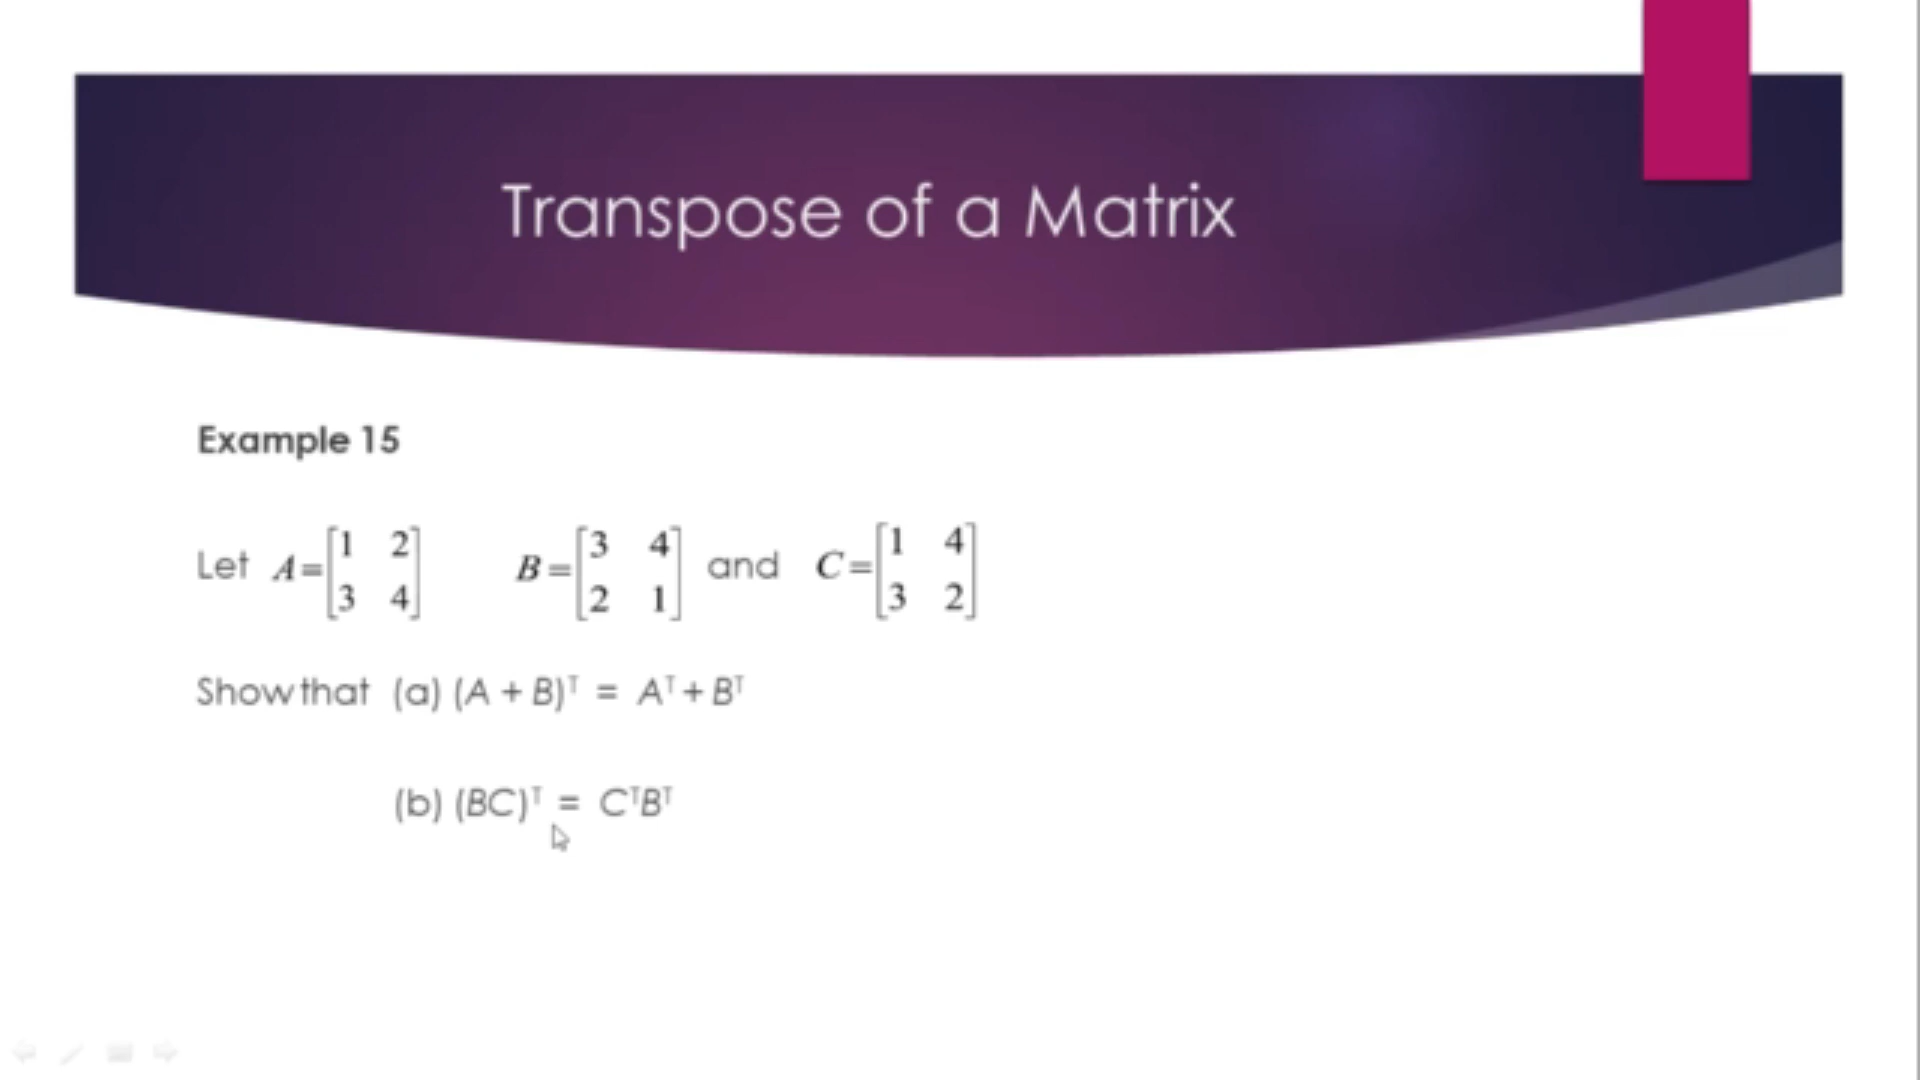 Transpose of a Matrix
Example 15
Let A=[1 2; 3 4] B=[3 4; 2 1] and C=[1 4; 3 2]
Show that (a) (A + B)ᵀ = Aᵀ + Bᵀ
(b) (BC)ᵀ = CᵀBᵀ